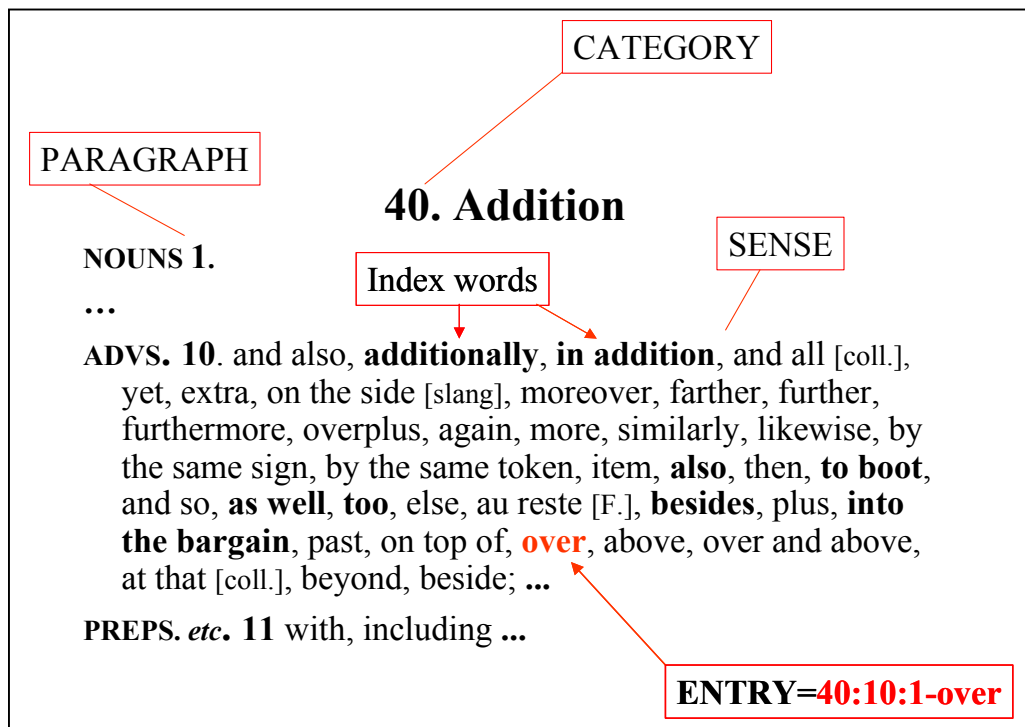 CATEGORY
PARAGRAPH
40. Addition
SENSE
NOUNS 1.
Index words
...
ADVS. 10. and also, additionally, in addition, and all [coll.],
yet, extra, on the side [slang], moreover, farther, further,
furthermore, overplus, again, more, similarly, likewise, by
the same sign, by the same token, item, also, then, to boot,
and so, as well, too, else, au reste [F.], besides, plus, into
the bargain, past, on top of, over, above, over and above,
at that [coll.], beyond, beside; ...
PREPS. etc. 11 with, including ...
ENTRY=40:10:1-over